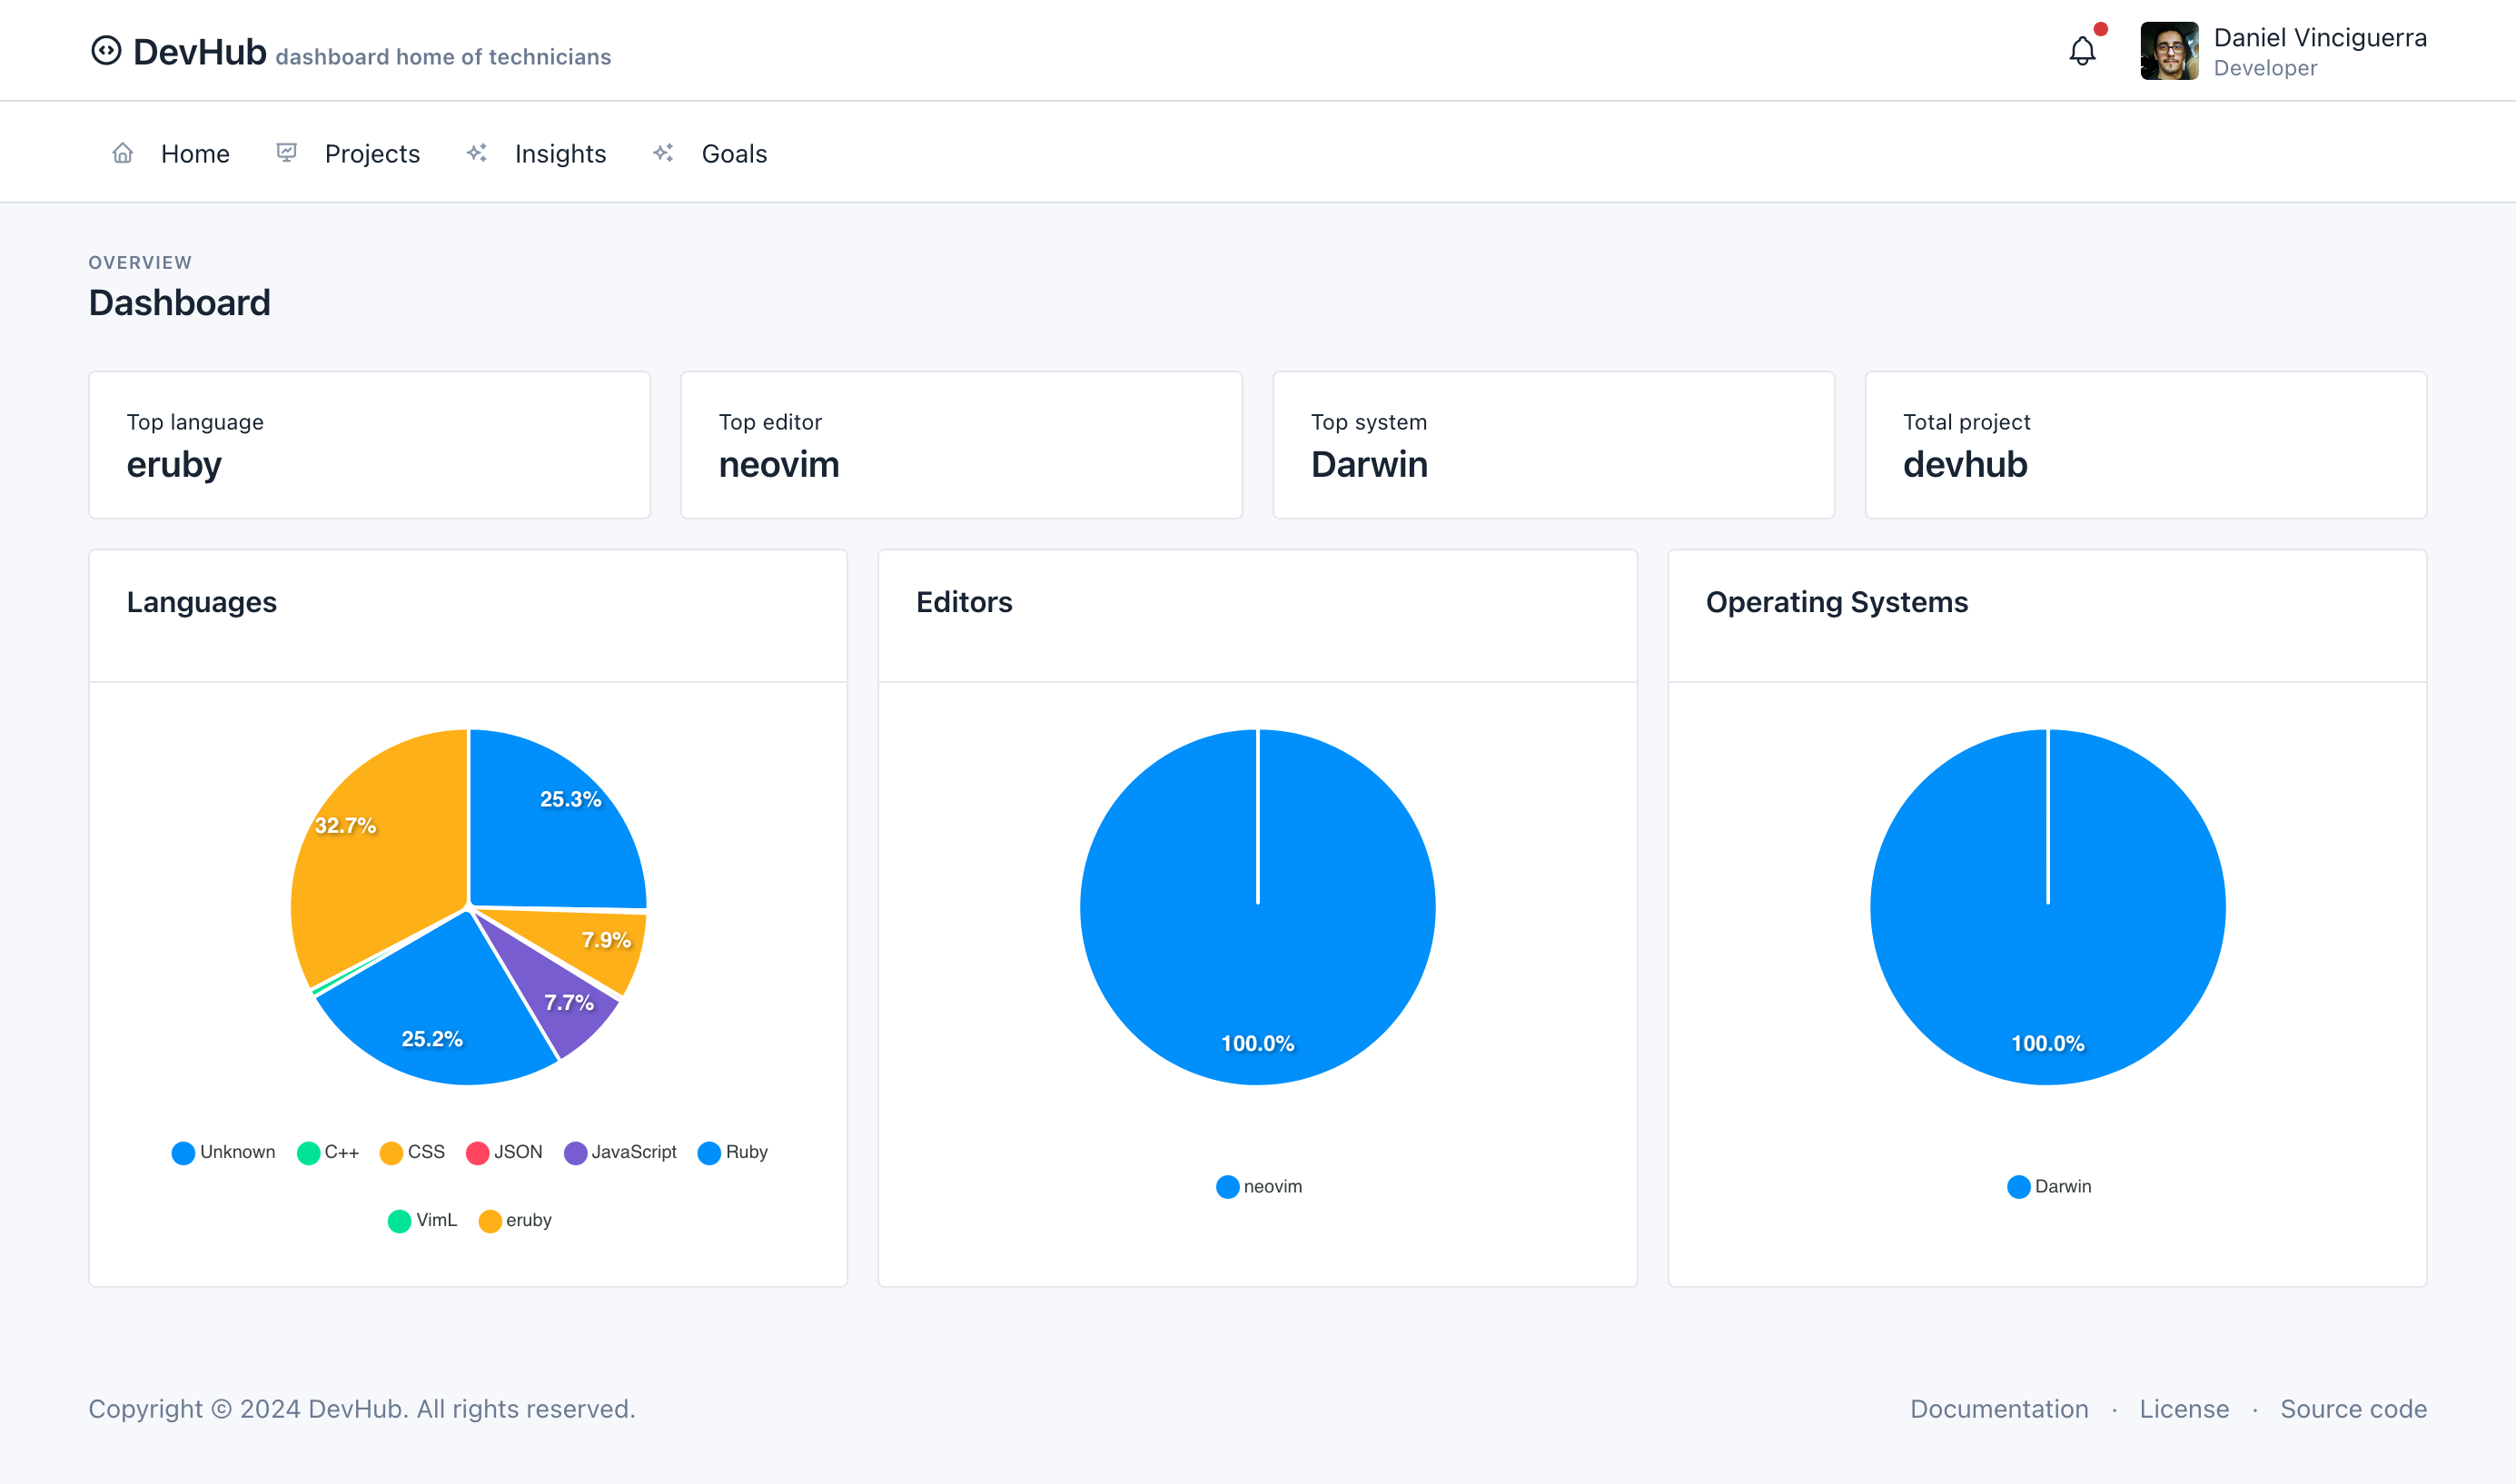 DevHub dashboard home of technicians
Daniel Vinciguerra
Developer
Home Projects Insights Goals
OVERVIEW
Dashboard
Top language
eruby
Top editor
neovim
Top system
Darwin
Total project
devhub
Languages
25.3%
32.7%
7.9%
7.7%
25.2%
Unknown C++ CSS JSON JavaScript Ruby
VimL eruby
Editors
100.0%
neovim
Operating Systems
100.0%
Darwin
Copyright © 2024 DevHub. All rights reserved.
Documentation · License · Source code